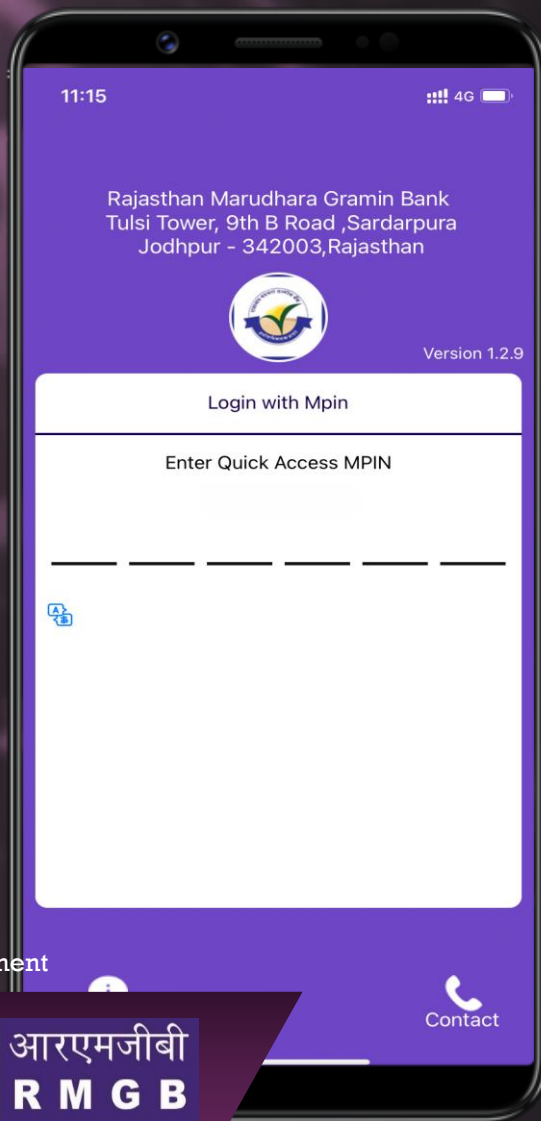 11:15
4G
Rajasthan Marudhara Gramin Bank
Tulsi Tower, 9th B Road ,Sardarpura
Jodhpur - 342003,Rajasthan
Version 1.2.9
Login with Mpin
Enter Quick Access MPIN
Contact
आरएमजीबी
R M G B